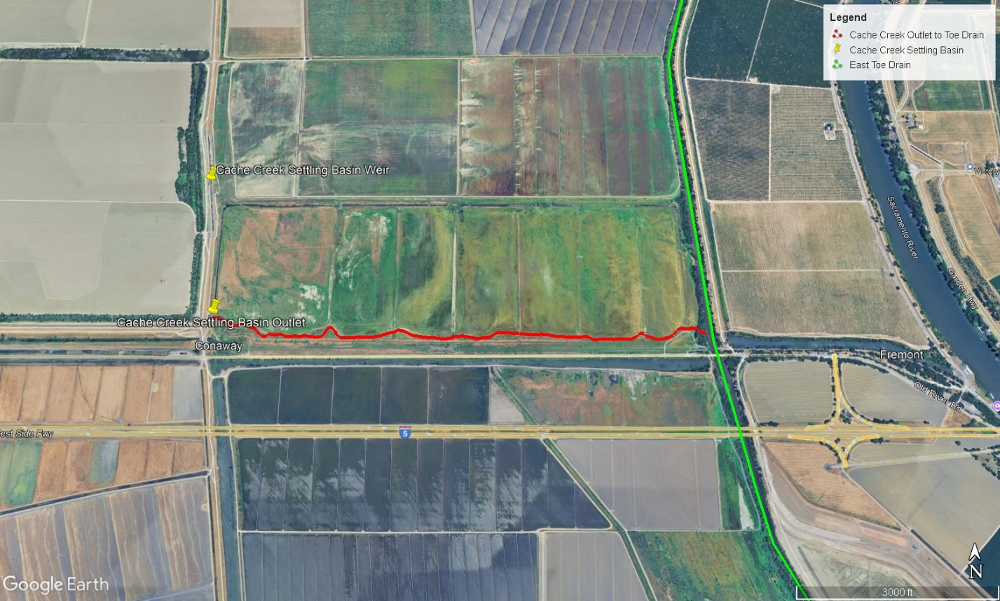 Legend
Cache Creek Outlet to Toe Drain
Cache Creek Settling Basin
East Toe Drain
Cache Creek Settling Basin Weir
Victory
Sacramento River
Garden Hwy
Cache Creek Settling Basin Outlet
Conaway
Fremont
Old River Rd
est Side Fwy
5
Google Earth
N
3000 ft